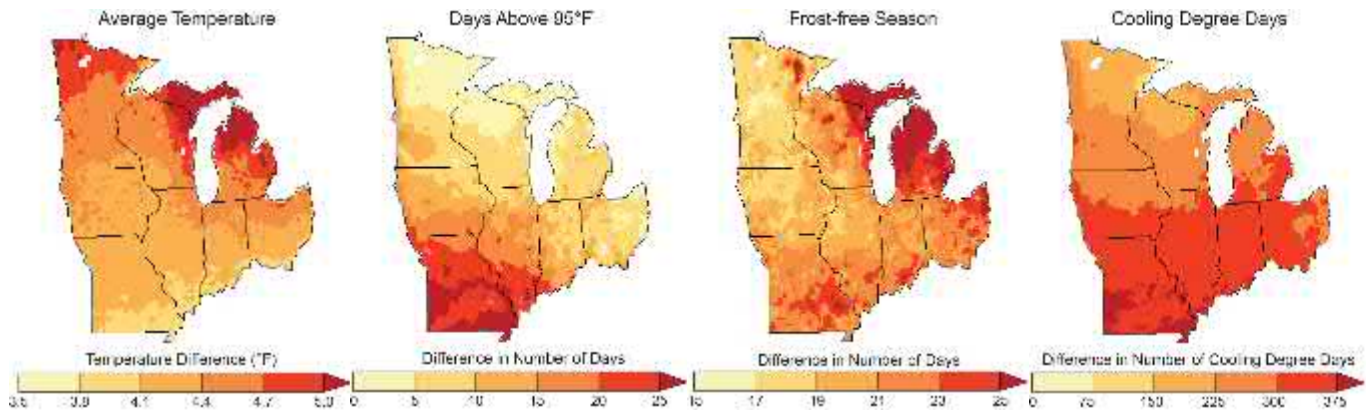 Average Temperature
Days Above 95°F
Frost-free Season
Cooling Degree Days
Temperature Difference (°F)
3.5 3.8 4.1 4.4 4.7 5.0
Difference in Number of Days
0 5 10 15 20 25
Difference in Number of Days
15 17 19 21 23 25
Difference in Number of Cooling Degree Days
0 75 150 225 300 375